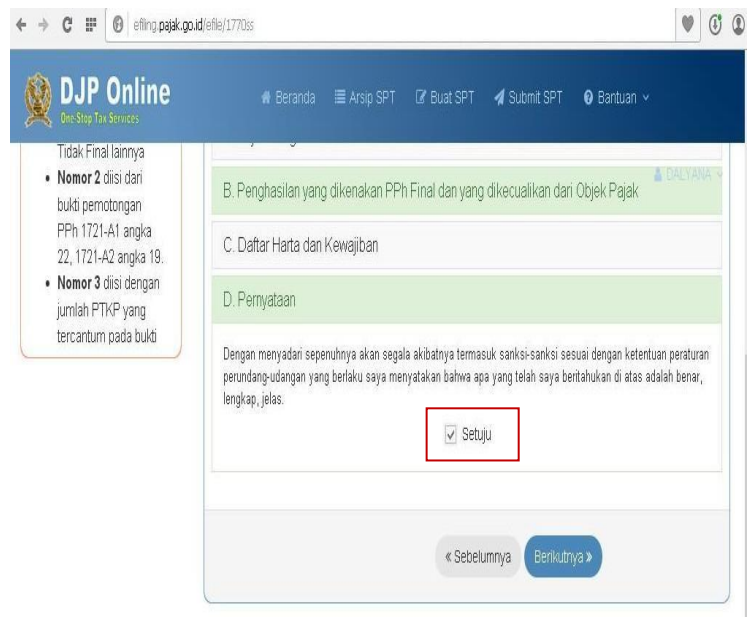 efiling.pajak.go.id/efile/1770ss
DJP Online
One-Stop Tax Services
Beranda
Arsip SPT
Buat SPT
Submit SPT
Bantuan
DALYANA
Tidak Final lainnya
Nomor 2 diisi dari
bukti pemotongan
PPh 1721-A1 angka
22, 1721-A2 angka 19.
Nomor 3 diisi dengan
jumlah PTKP yang
tercantum pada bukti
B. Penghasilan yang dikenakan PPh Final dan yang dikecualikan dari Objek Pajak
C. Daftar Harta dan Kewajiban
D. Pernyataan
Dengan menyadari sepenuhnya akan segala akibatnya termasuk sanksi-sanksi sesuai dengan ketentuan peraturan
perundang-udangan yang berlaku saya menyatakan bahwa apa yang telah saya beritahukan di atas adalah benar,
lengkap, jelas.
Setuju
« Sebelumnya
Berikutnya »